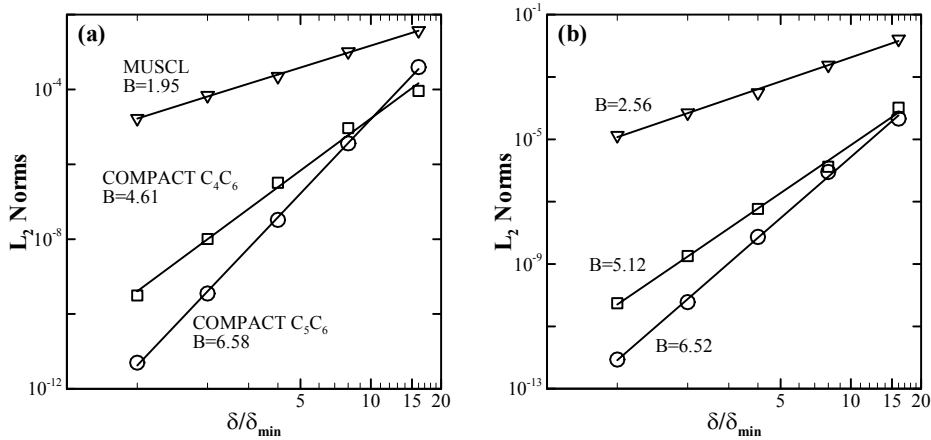 (a)
MUSCL
B=1.95
10⁻⁴
COMPACT C₄C₆
B=4.61
L₂ Norms
10⁻⁸
COMPACT C₅C₆
B=6.58
10⁻¹²
5 10 15 20
δ/δmin
10⁻¹
(b)
B=2.56
10⁻⁵
L₂ Norms
B=5.12
10⁻⁹
B=6.52
10⁻¹³
5 10 15 20
δ/δmin